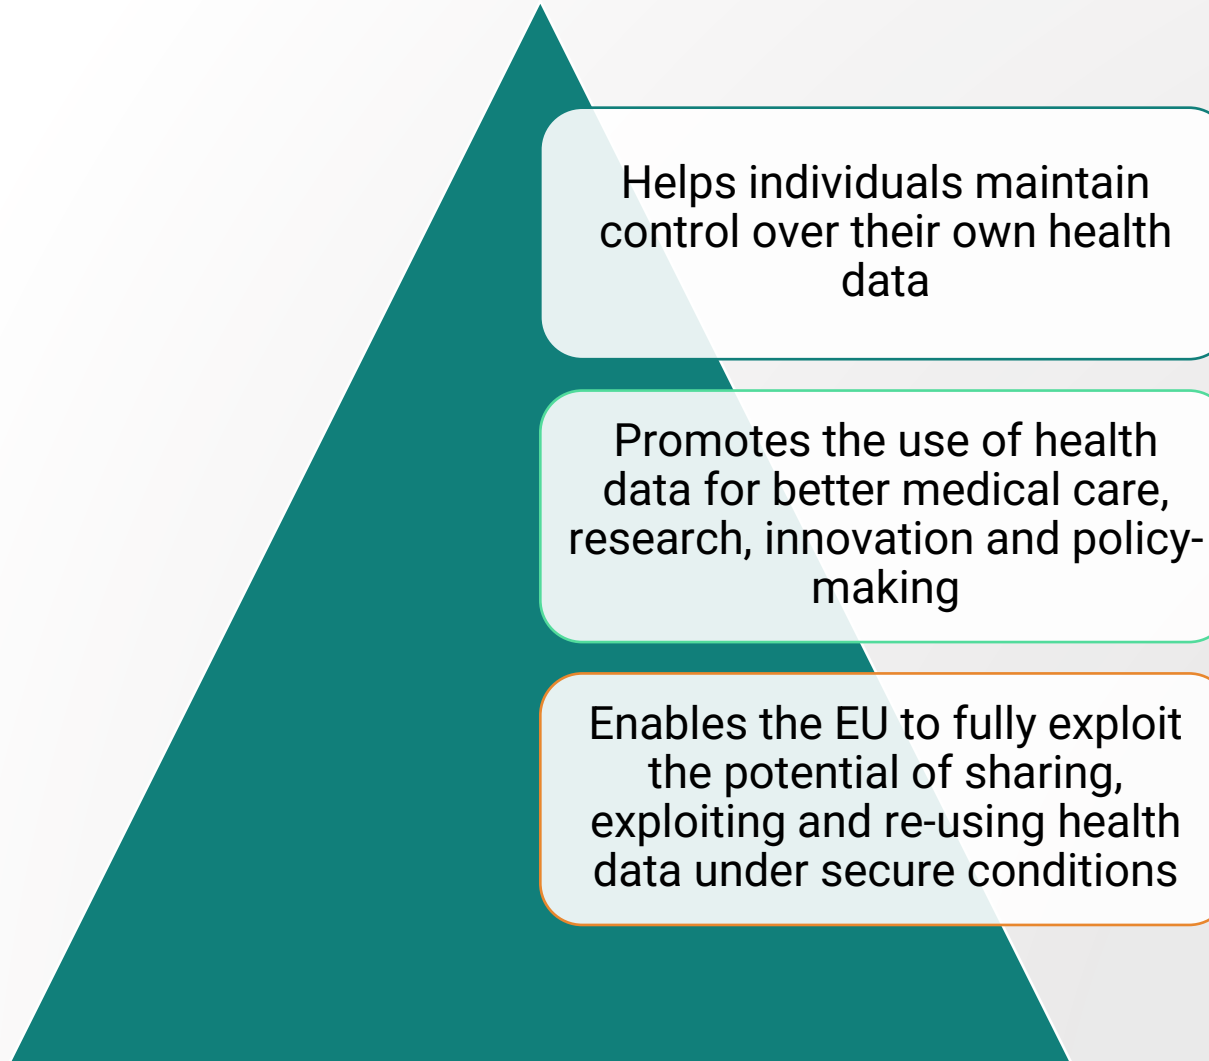 Helps individuals maintain
control over their own health
data
Promotes the use of health
data for better medical care,
research, innovation and policy-
making
Enables the EU to fully exploit
the potential of sharing,
exploiting and re-using health
data under secure conditions